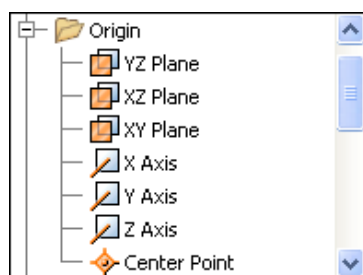 Origin
YZ Plane
XZ Plane
XY Plane
X Axis
Y Axis
Z Axis
Center Point